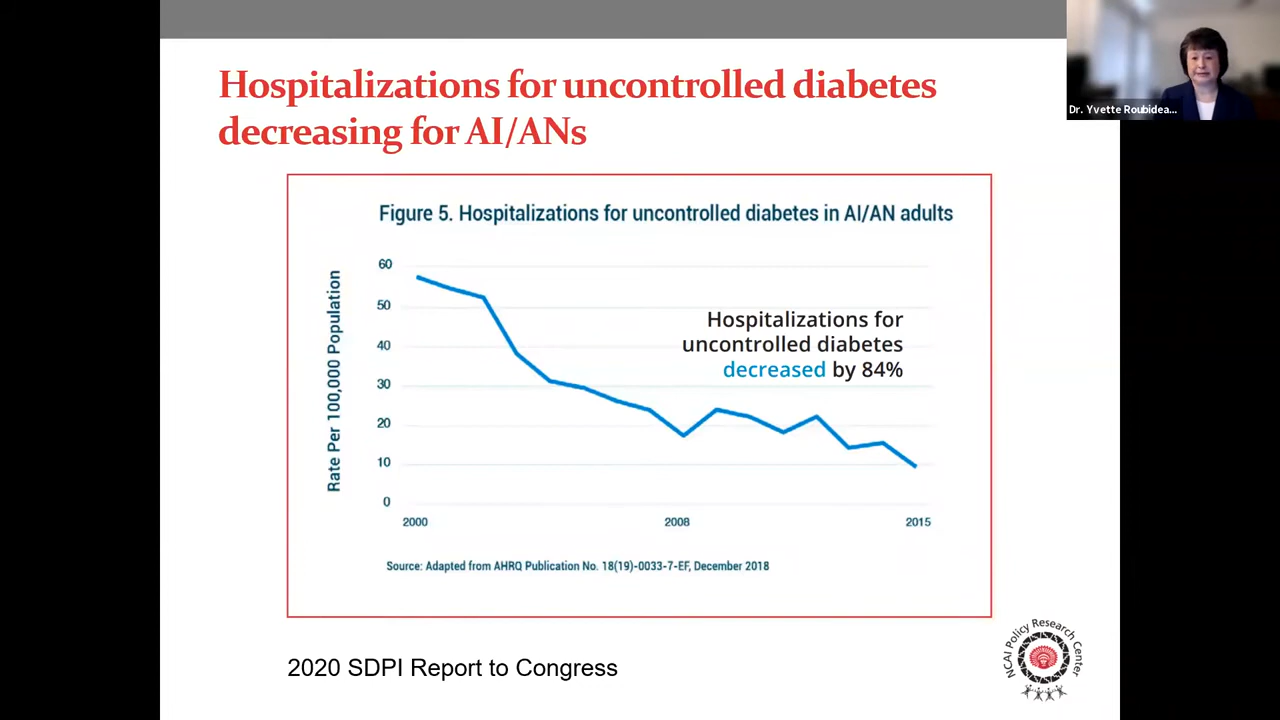 Hospitalizations for uncontrolled diabetes
decreasing for AI/ANs
Dr. Yvette Roubidea...
Figure 5. Hospitalizations for uncontrolled diabetes in AI/AN adults
Rate Per 100,000 Population
60
50
40
30
20
10
0
Hospitalizations for
uncontrolled diabetes
decreased by 84%
2000
2008
2015
Source: Adapted from AHRQ Publication No. 18(19)-0033-7-EF, December 2018
2020 SDPI Report to Congress
NCAI Policy Research Center